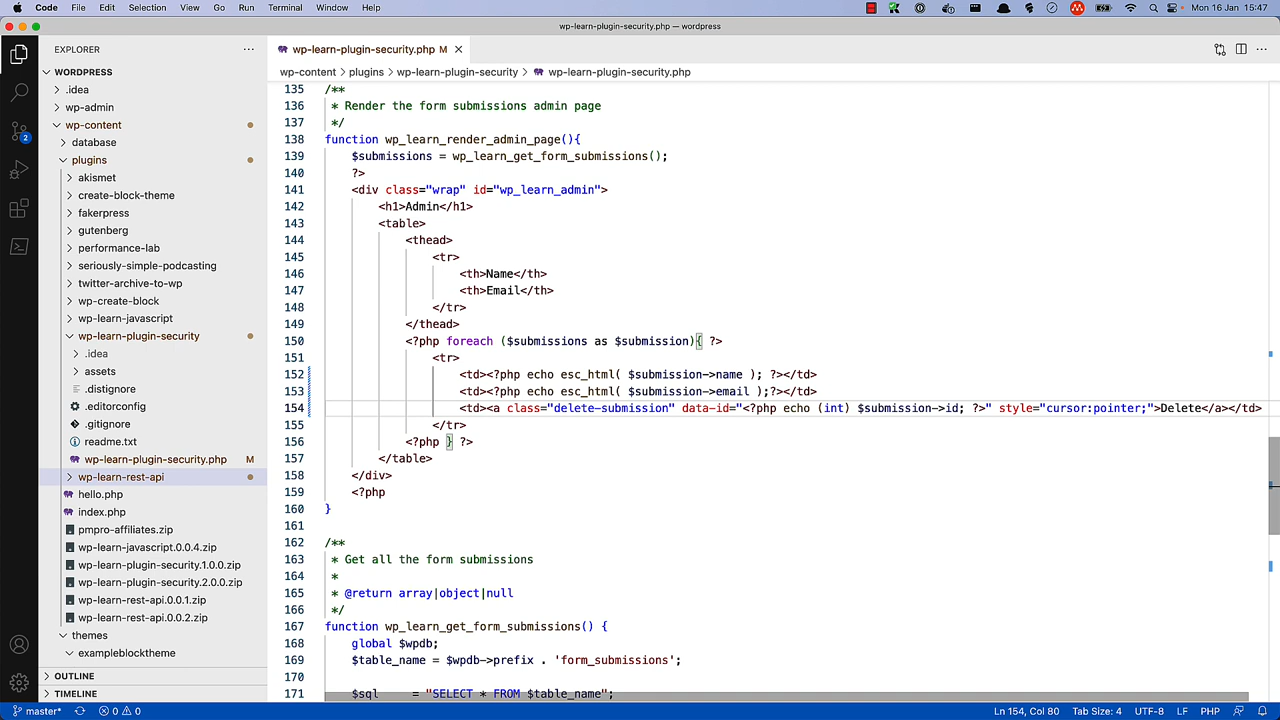 Code File Edit Selection View Go Run Terminal Window Help Mon 16 Jan 15:47
wp-learn-plugin-security.php — wordpress
EXPLORER ···
wp-learn-plugin-security.php M
wp-content > plugins > wp-learn-plugin-security > wp-learn-plugin-security.php
WORDPRESS
.idea
wp-admin
wp-content
database
plugins
akismet
create-block-theme
fakerpress
gutenberg
performance-lab
seriously-simple-podcasting
twitter-archive-to-wp
wp-create-block
wp-learn-javascript
wp-learn-plugin-security
.idea
assets
.distignore
.editorconfig
.gitignore
readme.txt
wp-learn-plugin-security.php M
wp-learn-rest-api
hello.php
index.php
pmpro-affiliates.zip
wp-learn-javascript.0.0.4.zip
wp-learn-plugin-security.1.0.0.zip
wp-learn-plugin-security.2.0.0.zip
wp-learn-rest-api.0.0.1.zip
wp-learn-rest-api.0.0.2.zip
themes
exampleblocktheme
OUTLINE
TIMELINE
2
135 /**
136 * Render the form submissions admin page
137 */
138 function wp_learn_render_admin_page(){
139 $submissions = wp_learn_get_form_submissions();
140 ?>
141 <div class="wrap" id="wp_learn_admin">
142 <h1>Admin</h1>
143 <table>
144 <thead>
145 <tr>
146 <th>Name</th>
147 <th>Email</th>
148 </tr>
149 </thead>
150 <?php foreach ($submissions as $submission){ ?>
151 <tr>
152 <td><?php echo esc_html( $submission->name ); ?></td>
153 <td><?php echo esc_html( $submission->email );?></td>
154 <td><a class="delete-submission" data-id="<?php echo (int) $submission->id; ?>" style="cursor:pointer;">Delete</a></td>
155 </tr>
156 <?php } ?>
157 </table>
158 </div>
159 <?php
160 }
161
162 /**
163 * Get all the form submissions
164 *
165 * @return array|object|null
166 */
167 function wp_learn_get_form_submissions() {
168 global $wpdb;
169 $table_name = $wpdb->prefix . 'form_submissions';
170
171 $sql = "SELECT * FROM $table_name";
master* 0 0 Ln 154, Col 80 Tab Size: 4 UTF-8 LF PHP